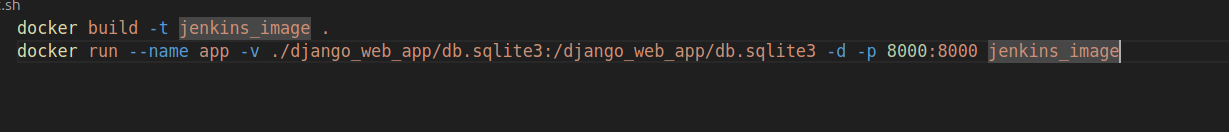 .sh
docker build -t jenkins_image .
docker run --name app -v ./django_web_app/db.sqlite3:/django_web_app/db.sqlite3 -d -p 8000:8000 jenkins_image